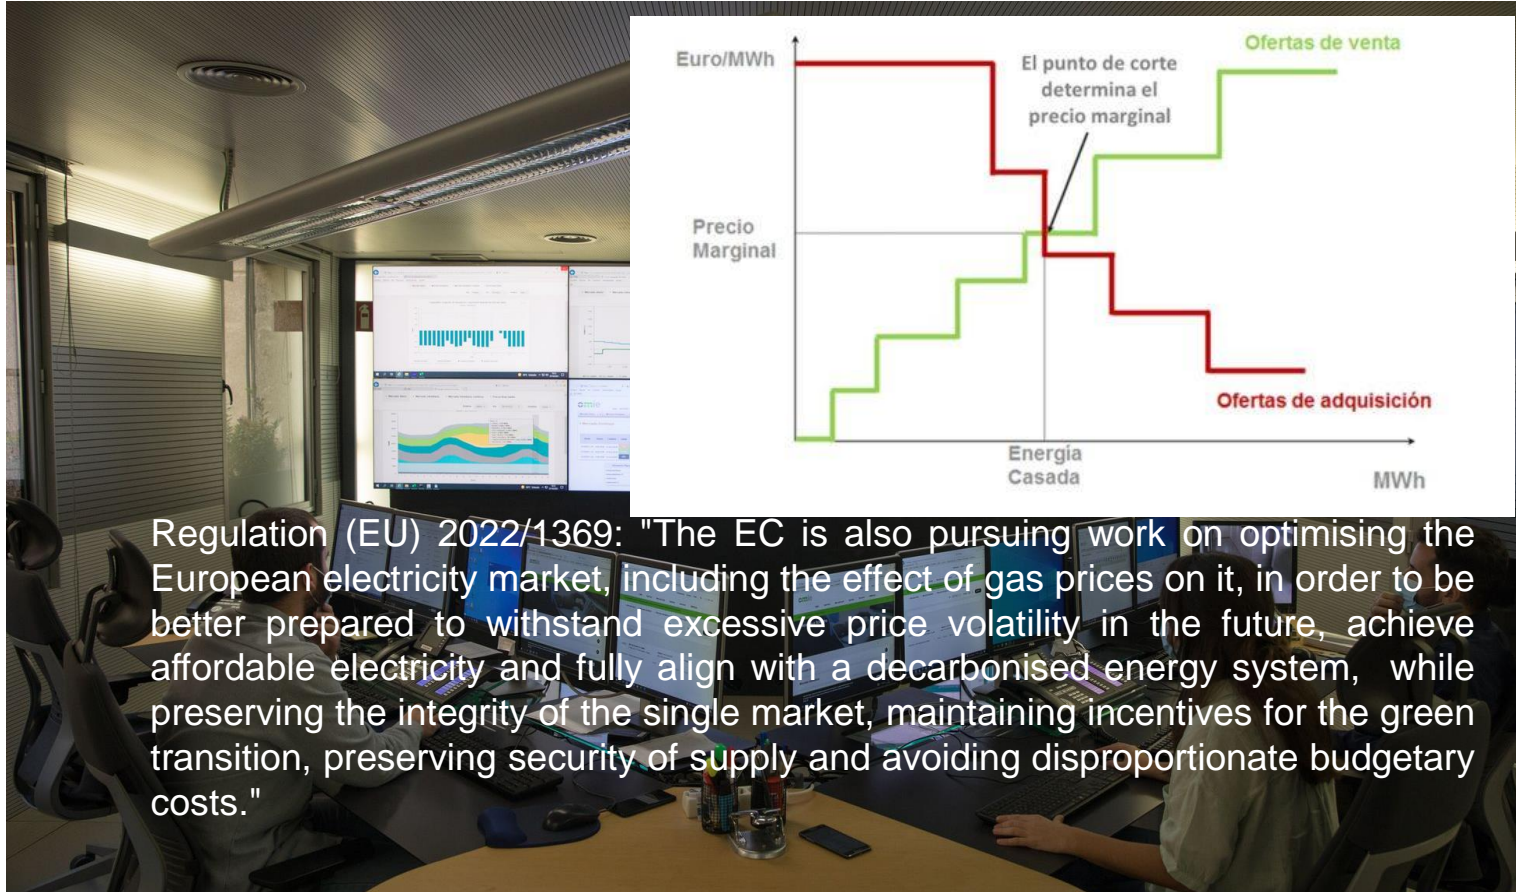 Euro/MWh
El punto de corte
determina el
precio marginal
Ofertas de venta
Precio
Marginal
Ofertas de adquisición
Energía
Casada
MWh
Regulation (EU) 2022/1369: "The EC is also pursuing work on optimising the
European electricity market, including the effect of gas prices on it, in order to be
better prepared to withstand excessive price volatility in the future, achieve
affordable electricity and fully align with a decarbonised energy system, while
preserving the integrity of the single market, maintaining incentives for the green
transition, preserving security of supply and avoiding disproportionate budgetary
costs."